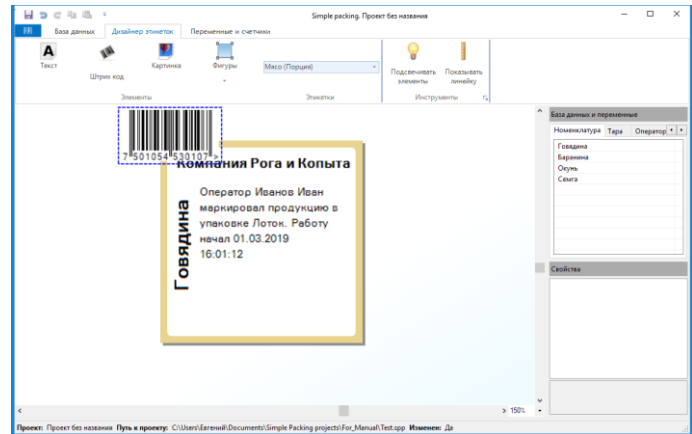 Simple packing. Проект без названия
База данных
Дизайнер этикеток
Переменные и счетчики
Текст
Штрих код
Картинка
Фигуры
Мясо (Порция)
Подсвечивать элементы
Показывать линейку
Элементы
Этикетки
Инструменты
7 501054 530107 >
Компания Рога и Копыта
Говядина
Оператор Иванов Иван
маркировал продукцию в
упаковке Лоток. Работу
начал 01.03.2019
16:01:12
База данных и переменные
Номенклатура
Тара
Оператор
Говядина
Баранина
Окунь
Семга
Свойства
150%
Проект: Проект без названия Путь к проекту: C:\Users\Евгений\Documents\Simple Packing projects\For_Manual\Test.spp Изменен: Да